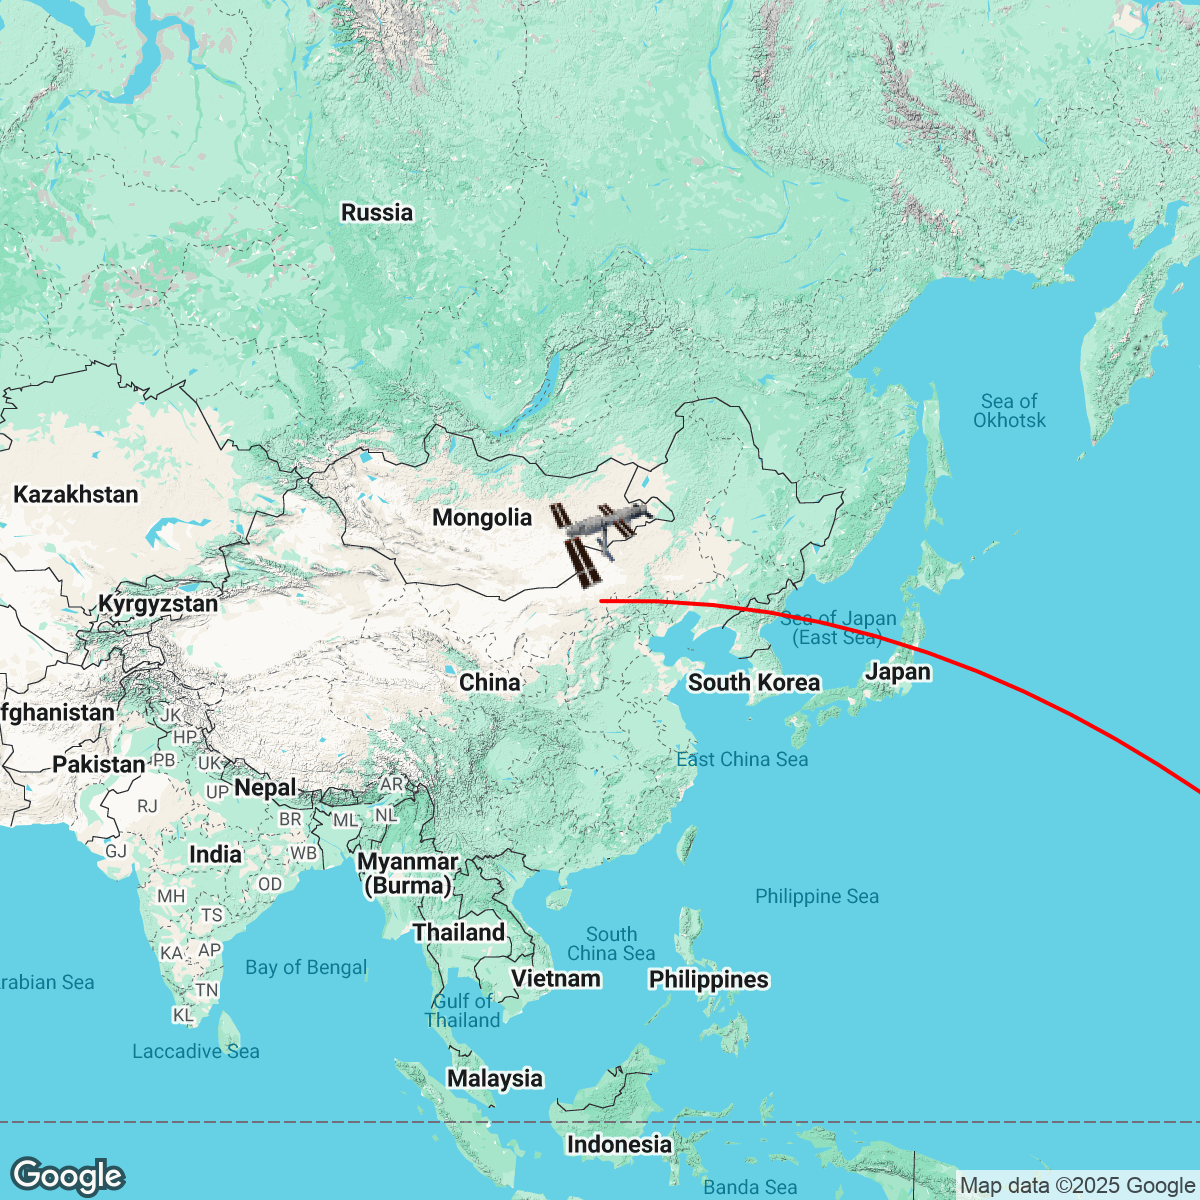 Russia
Sea of
Okhotsk
Kazakhstan
Mongolia
Kyrgyzstan
Sea of Japan
(East Sea)
Japan
China
South Korea
fghanistan
JK
HP
Pakistan
PB
UK
East China Sea
Nepal
AR
UP
RJ
BR
ML
NL
GJ
India
WB
Myanmar
(Burma)
OD
MH
Philippine Sea
TS
Thailand
South
China Sea
KA
AP
Bay of Bengal
rabian Sea
Vietnam
Philippines
TN
Gulf of
Thailand
KL
Laccadive Sea
Malaysia
Indonesia
Banda Sea
Google
Map data ©2025 Google